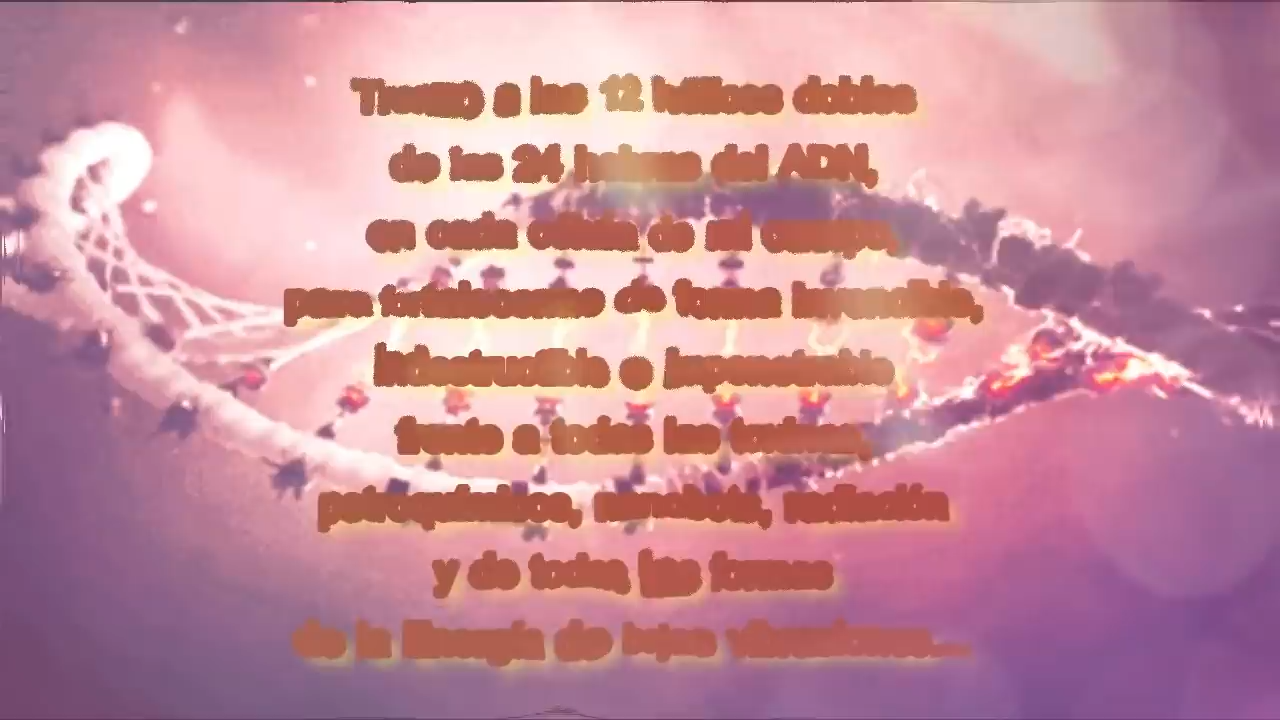 a las 12 hélices dobles
de las 24 hebras del ADN,
en cada célula de mi cuerpo,
para fortalecerme de forma
indestructible e impenetrable
frente a todas las toxinas,
petroquímicos, nanobots, radiación
y de todas las formas
de la Energía de bajas vibraciones...